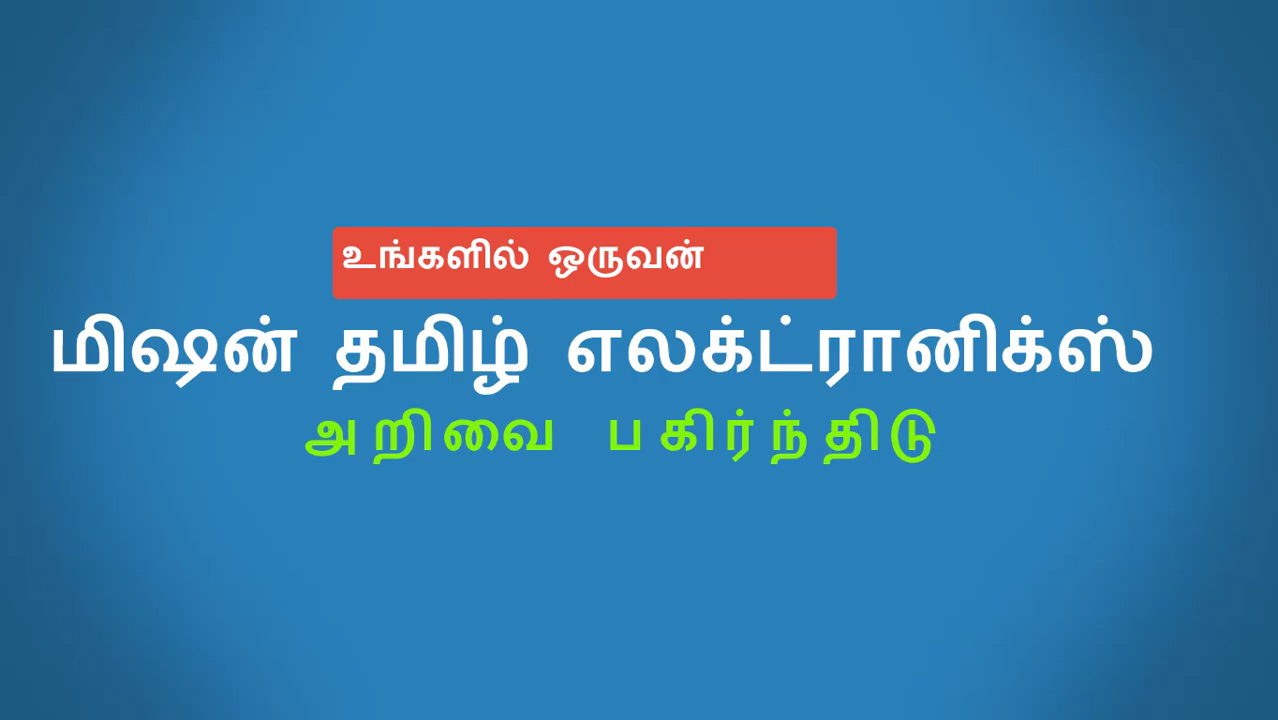 உங்களில் ஒருவன்
மிஷன் தமிழ் எலக்ட்ரானிக்ஸ்
அறிவை பகிர்ந்திடு